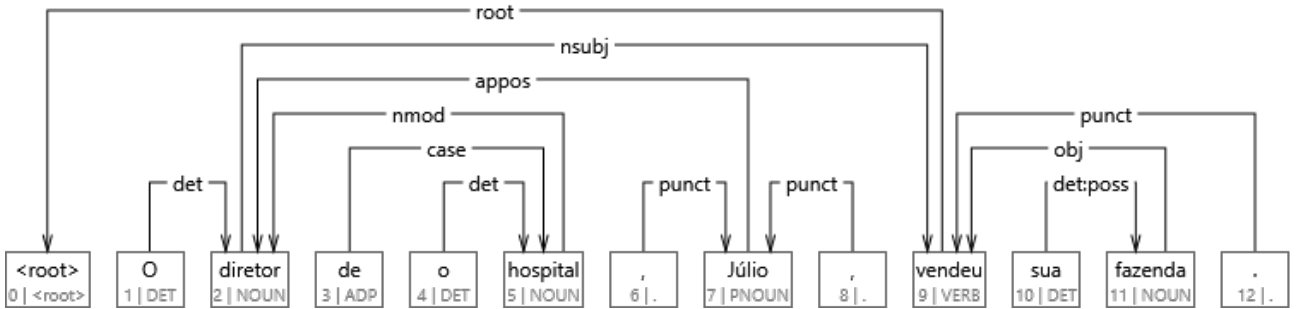 root
nsubj
appos
nmod punct
case obj
det det punct punct det:poss
<root> O diretor de o hospital , Júlio , vendeu sua fazenda .
0 | <root> 1 | DET 2 | NOUN 3 | ADP 4 | DET 5 | NOUN 6 | . 7 | PNOUN 8 | . 9 | VERB 10 | DET 11 | NOUN 12 | .